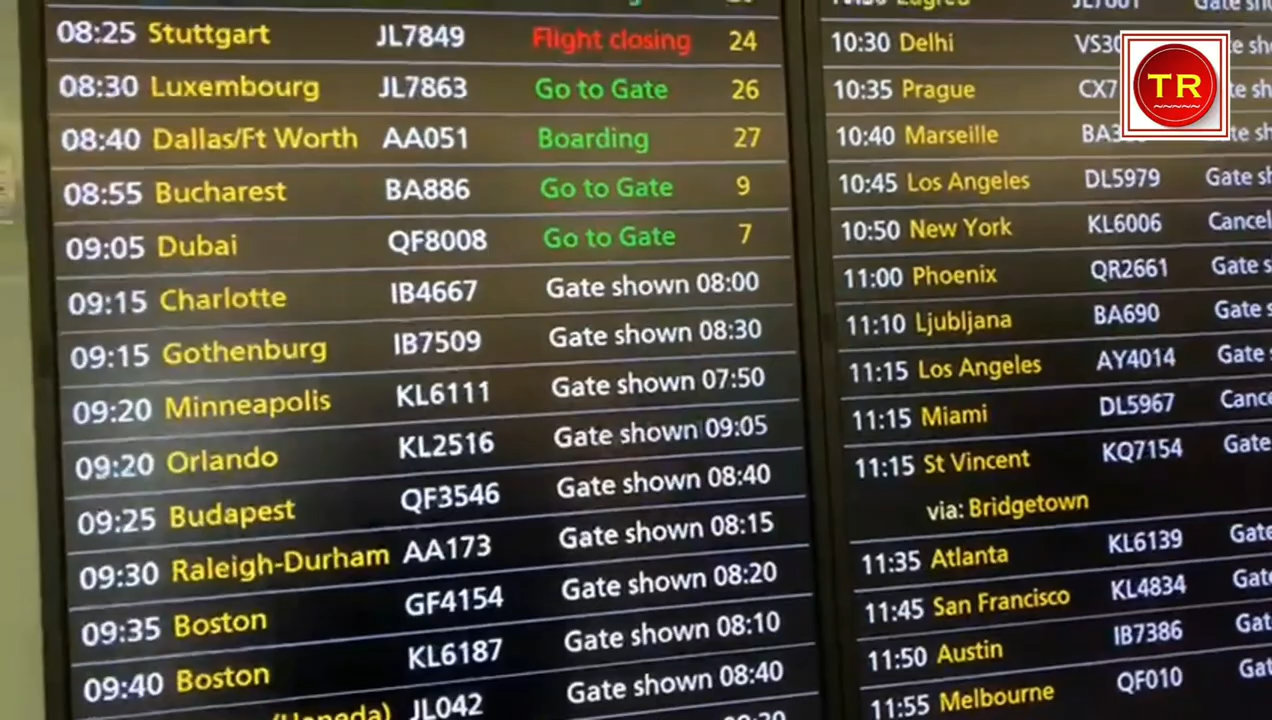 08:25 Stuttgart JL7849 Flight closing 24
08:30 Luxembourg JL7863 Go to Gate 26
08:40 Dallas/Ft Worth AA051 Boarding 27
08:55 Bucharest BA886 Go to Gate 9
09:05 Dubai QF8008 Go to Gate 7
09:15 Charlotte IB4667 Gate shown 08:00
09:15 Gothenburg IB7509 Gate shown 08:30
09:20 Minneapolis KL6111 Gate shown 07:50
09:20 Orlando KL2516 Gate shown 09:05
09:25 Budapest QF3546 Gate shown 08:40
09:30 Raleigh-Durham AA173 Gate shown 08:15
09:35 Boston GF4154 Gate shown 08:20
09:40 Boston KL6187 Gate shown 08:10
(Haneda) JL042 Gate shown 08:40
10:30 Delhi
10:35 Prague
10:40 Marseille
10:45 Los Angeles DL5979 Gate
10:50 New York KL6006
11:00 Phoenix QR2661 Gate
11:10 Ljubljana BA690 Gate
11:15 Los Angeles AY4014 Gate
11:15 Miami DL5967
11:15 St Vincent KQ7154 Gate
via: Bridgetown
11:35 Atlanta KL6139
11:45 San Francisco KL4834
11:50 Austin IB7386
11:55 Melbourne QF010
TR